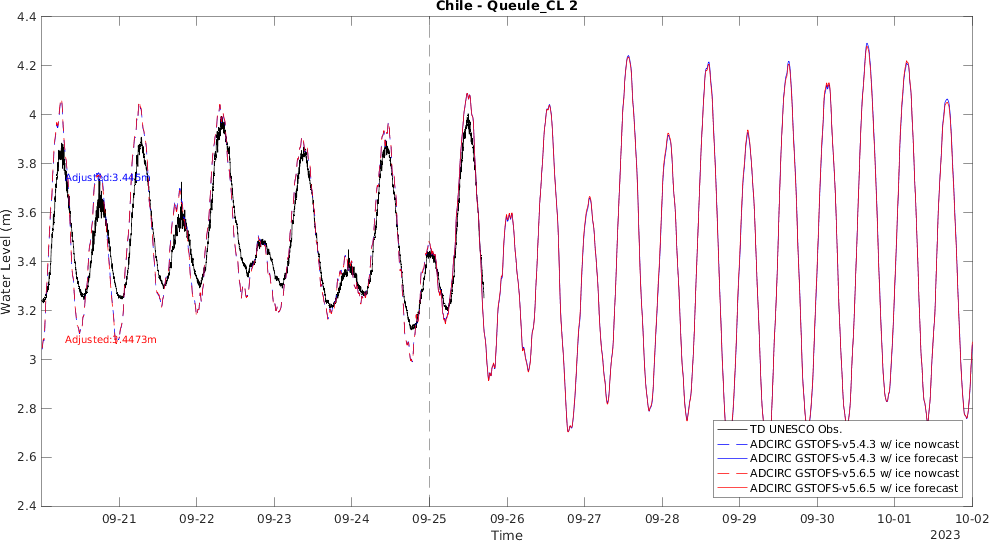 Chile - Queule_CL 2
4.4
4.2
4
3.8
3.6
3.4
3.2
3
2.8
2.6
2.4
Water Level (m)
Adjusted:3.445m
Adjusted:3.4473m
TD UNESCO Obs.
ADCIRC GSTOFS-v5.4.3 w/ ice nowcast
ADCIRC GSTOFS-v5.4.3 w/ ice forecast
ADCIRC GSTOFS-v5.6.5 w/ ice nowcast
ADCIRC GSTOFS-v5.6.5 w/ ice forecast
09-21 09-22 09-23 09-24 09-25 09-26 09-27 09-28 09-29 09-30 10-01 10-02
Time
2023